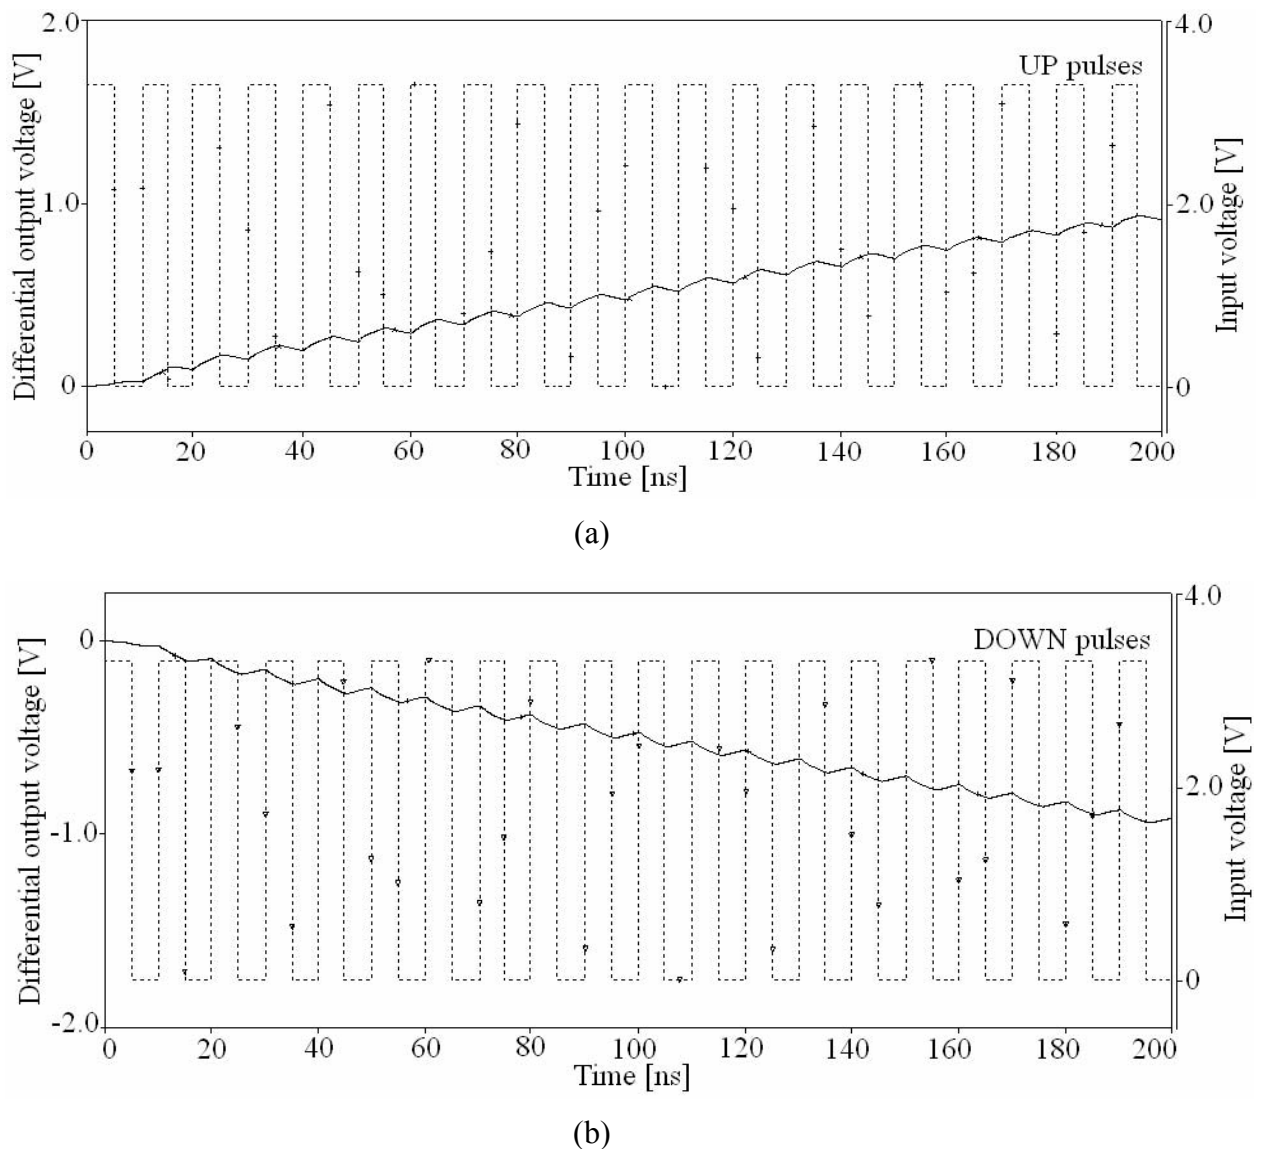 2.0
4.0
UP pulses
Differential output voltage [V]
Input voltage [V]
1.0
2.0
0
0
0 20 40 60 80 100 120 140 160 180 200
Time [ns]
(a)
4.0
0
DOWN pulses
Differential output voltage [V]
Input voltage [V]
2.0
-1.0
0
-2.0
0 20 40 60 80 100 120 140 160 180 200
Time [ns]
(b)